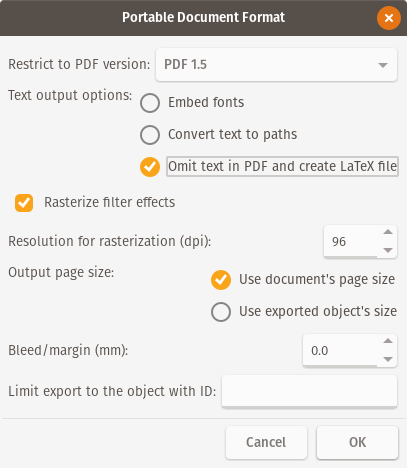 Portable Document Format
Restrict to PDF version: PDF 1.5
Text output options:
Embed fonts
Convert text to paths
Omit text in PDF and create LaTeX file
Rasterize filter effects
Resolution for rasterization (dpi): 96
Output page size:
Use document's page size
Use exported object's size
Bleed/margin (mm): 0.0
Limit export to the object with ID:
Cancel OK